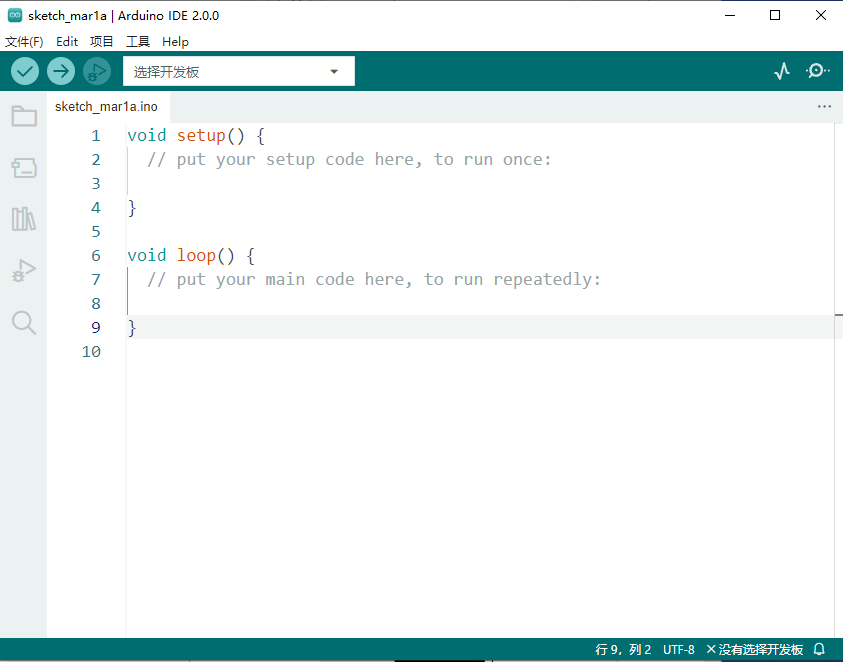 sketch_mar1a | Arduino IDE 2.0.0
文件(F) Edit 项目 工具 Help
选择开发板
sketch_mar1a.ino
1 void setup() {
2 // put your setup code here, to run once:
3
4 }
5
6 void loop() {
7 // put your main code here, to run repeatedly:
8
9 }
10
行 9，列 2 UTF-8 ✕没有选择开发板